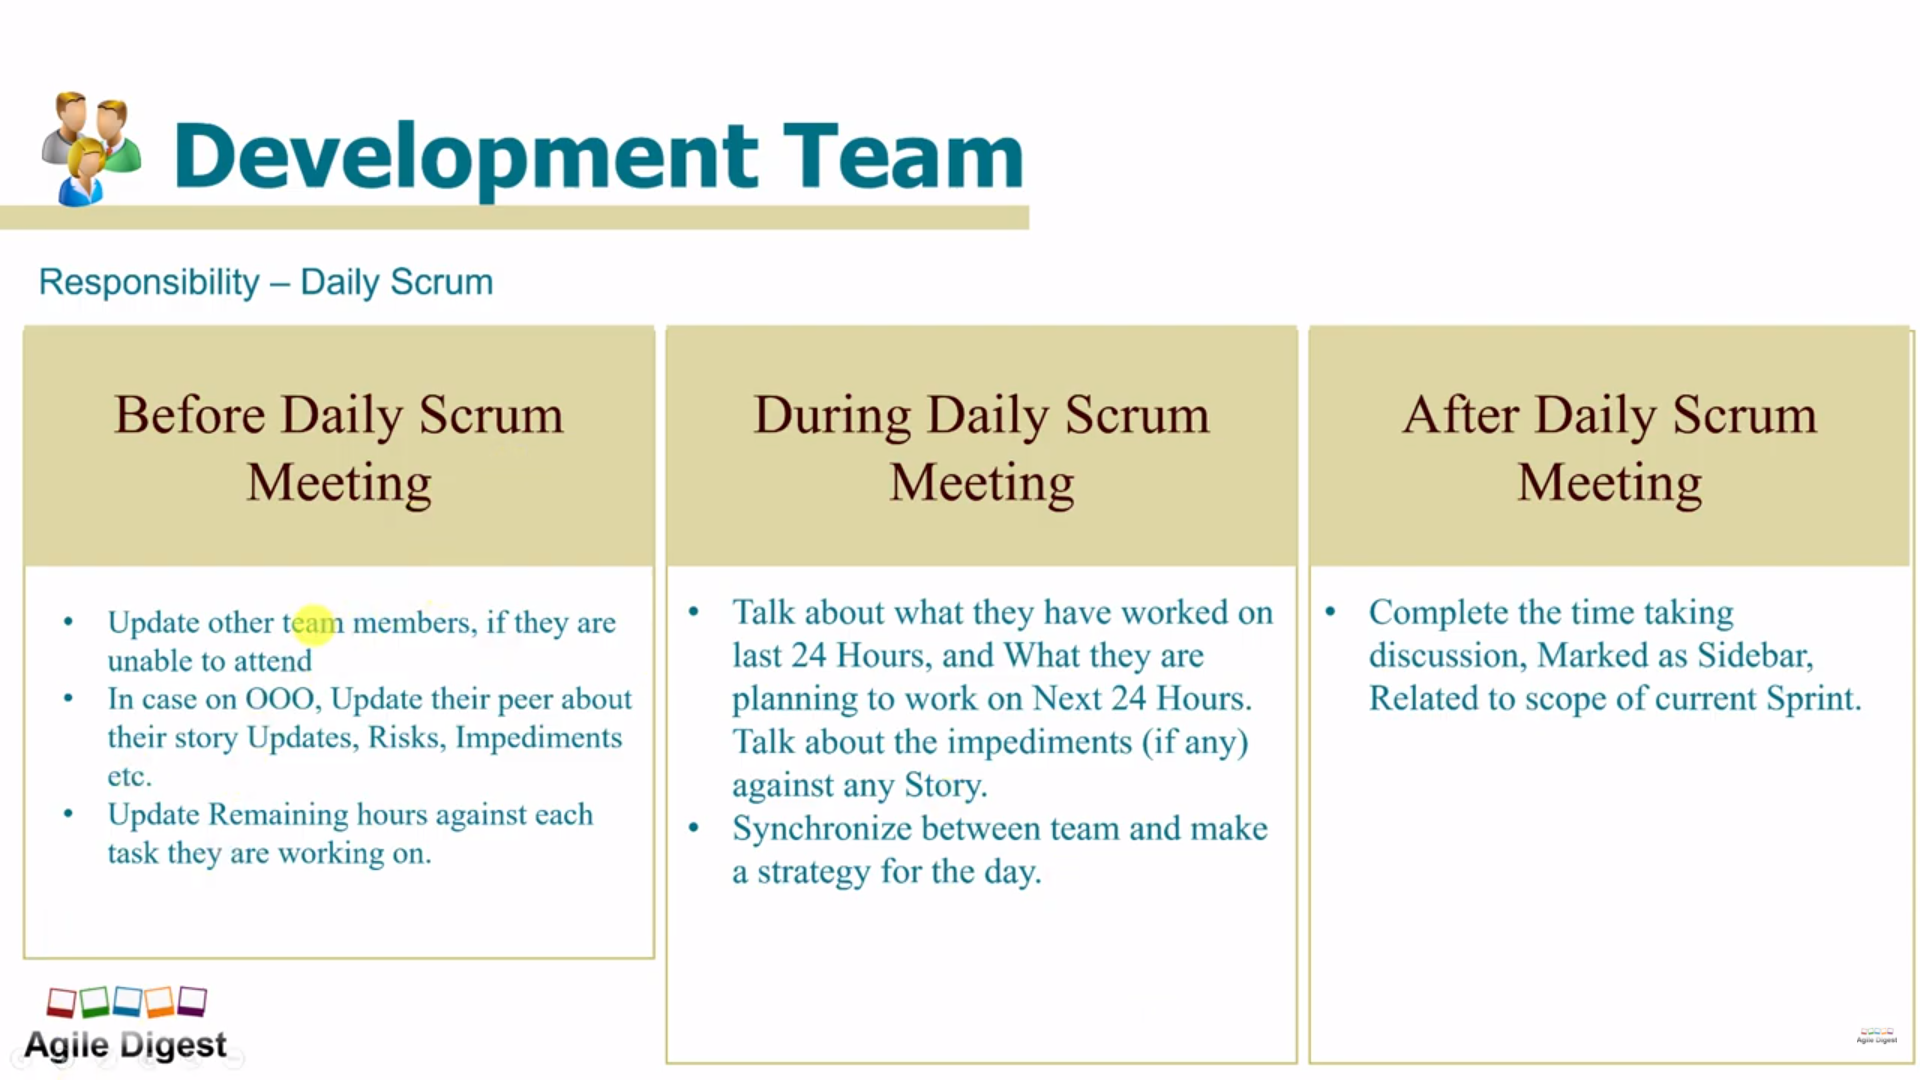 Development Team
Responsibility – Daily Scrum
Before Daily Scrum
Meeting
• Update other team members, if they are
unable to attend
• In case on OOO, Update their peer about
their story Updates, Risks, Impediments
etc.
• Update Remaining hours against each
task they are working on.
During Daily Scrum
Meeting
• Talk about what they have worked on
last 24 Hours, and What they are
planning to work on Next 24 Hours.
Talk about the impediments (if any)
against any Story.
• Synchronize between team and make
a strategy for the day.
After Daily Scrum
Meeting
• Complete the time taking
discussion, Marked as Sidebar,
Related to scope of current Sprint.
Agile Digest
Agile Digest